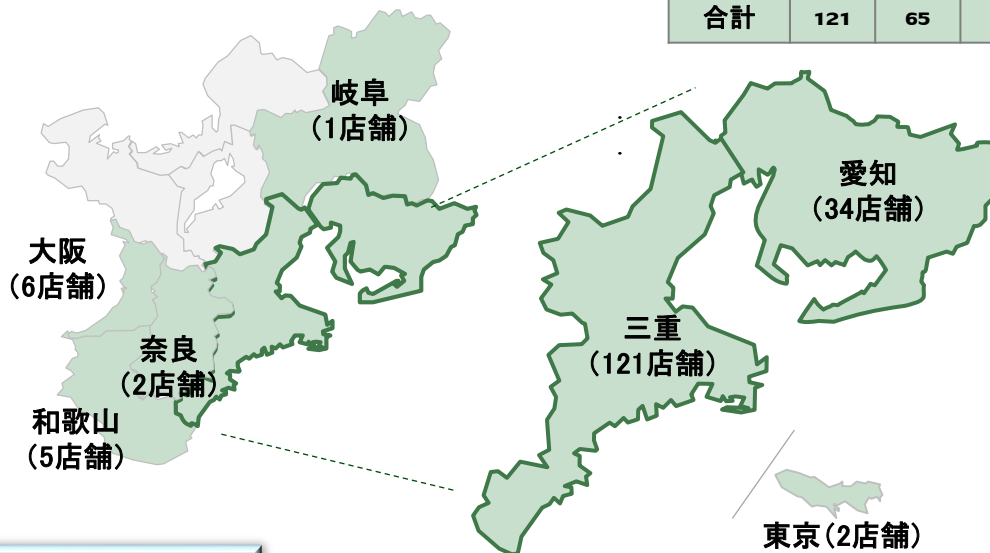 合計 121 65
岐阜
（1店舗）
愛知
（34店舗）
大阪
（6店舗）
三重
（121店舗）
奈良
（2店舗）
和歌山
（5店舗）
東京（2店舗）